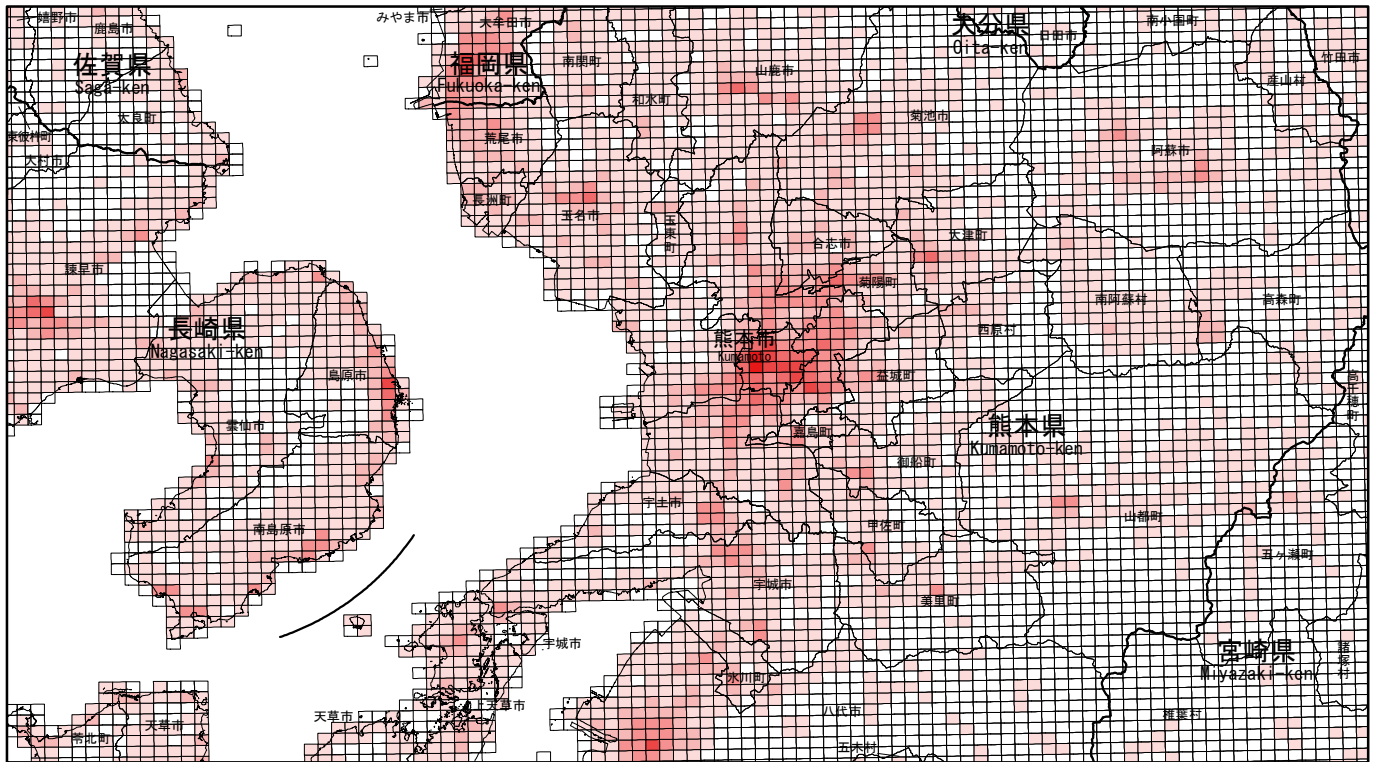 嬉野市
鹿島市
佐賀県
Saga-ken
太良町
東彼杵町
大村市
みやま市
大牟田市
福岡県
Fukuoka-ken
南関町
和水町
荒尾市
長洲町
玉名市
玉東町
山鹿市
大分県
Oita-ken
日田市
南小国町
竹田市
産山村
菊池市
阿蘇市
合志市
大津町
菊陽町
南阿蘇村
高森町
西原村
諫早市
長崎県
Nagasaki-ken
島原市
雲仙市
南島原市
熊本市
Kumamoto
益城町
嘉島町
御船町
熊本県
Kumamoto-ken
高千穂町
宇土市
甲佐町
山都町
五ヶ瀬町
宇城市
美里町
宇城市
宮崎県
Miyazaki-ken
諸塚村
氷川町
上天草市
天草市
八代市
椎葉村
五木村
天草市
苓北町